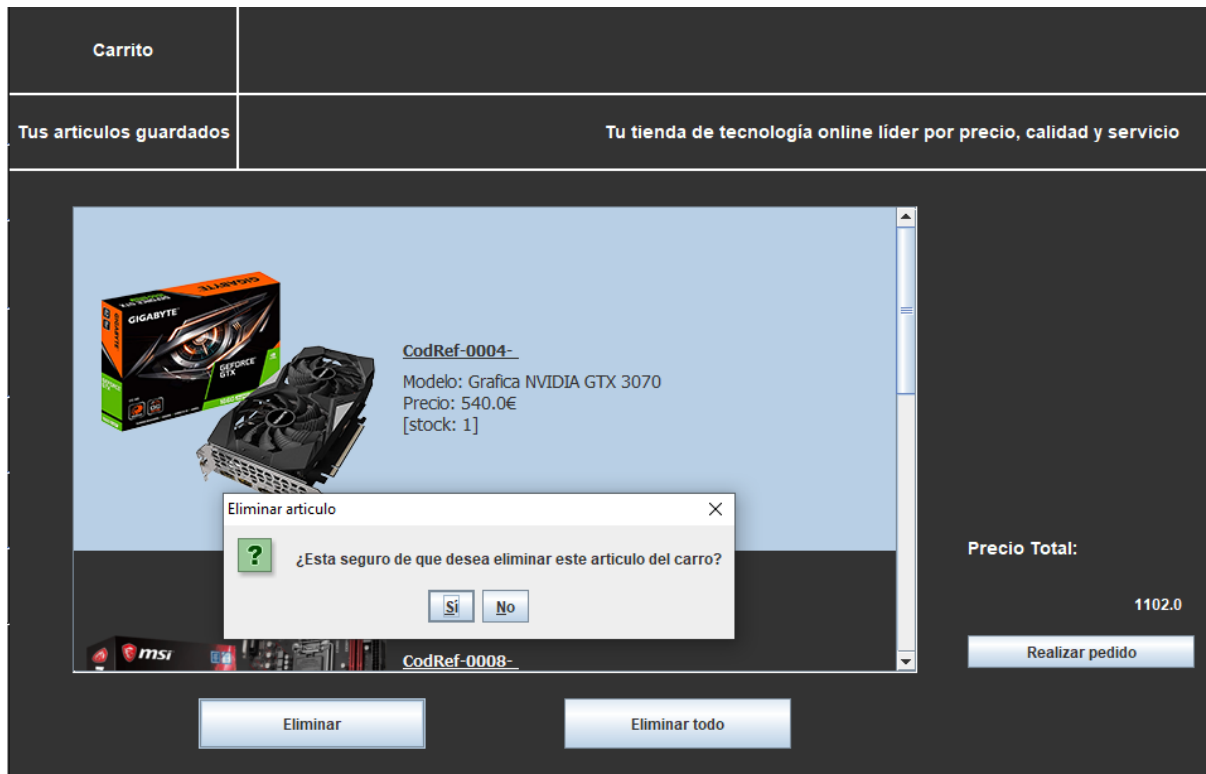 Carrito
Tus articulos guardados
Tu tienda de tecnología online líder por precio, calidad y servicio
GIGABYTE
GIGABYTE
GEFORCE
GTX
CodRef-0004-
Modelo: Grafica NVIDIA GTX 3070
Precio: 540.0€
[stock: 1]
Eliminar articulo
¿Esta seguro de que desea eliminar este articulo del carro?
Sí
No
Precio Total:
1102.0
Realizar pedido
msi
CodRef-0008-
Eliminar
Eliminar todo